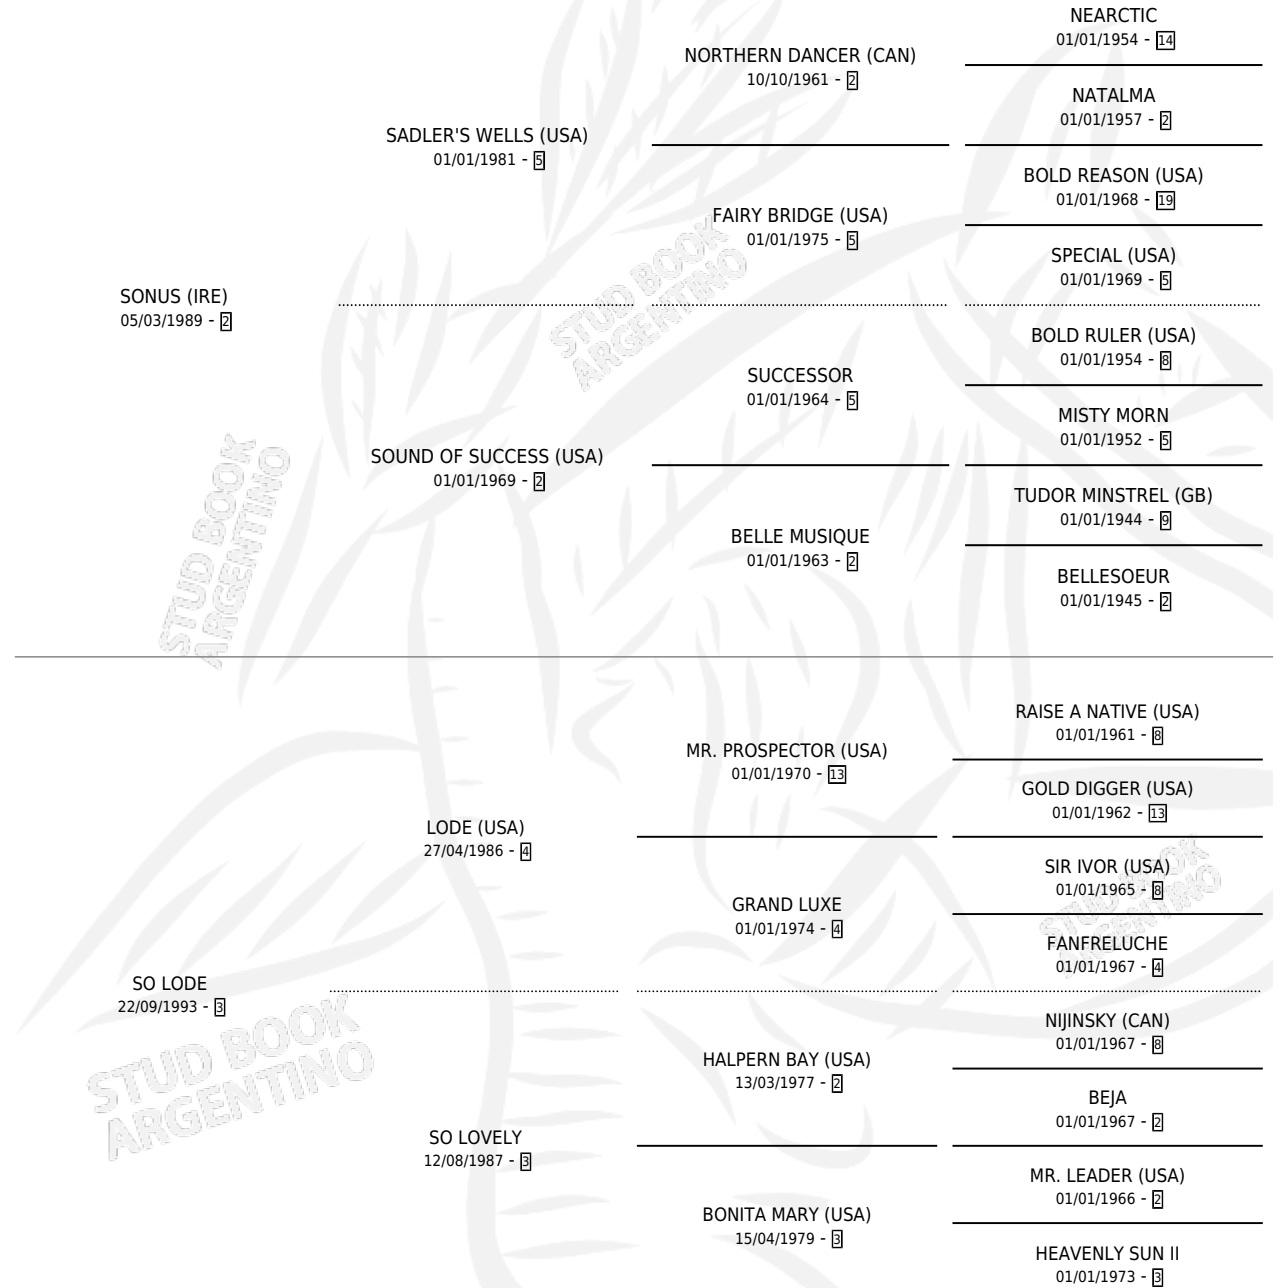 NEARCTIC
01/01/1954 - 14
NORTHERN DANCER (CAN)
10/10/1961 - 2
NATALMA
01/01/1957 - 2
SADLER'S WELLS (USA)
01/01/1981 - 5
BOLD REASON (USA)
01/01/1968 - 19
FAIRY BRIDGE (USA)
01/01/1975 - 5
SPECIAL (USA)
01/01/1969 - 5
SONUS (IRE)
05/03/1989 - 2
BOLD RULER (USA)
01/01/1954 - 8
SUCCESSOR
01/01/1964 - 5
MISTY MORN
01/01/1952 - 5
SOUND OF SUCCESS (USA)
01/01/1969 - 2
TUDOR MINSTREL (GB)
01/01/1944 - 9
BELLE MUSIQUE
01/01/1963 - 2
BELLESOEUR
01/01/1945 - 2
RAISE A NATIVE (USA)
01/01/1961 - 8
MR. PROSPECTOR (USA)
01/01/1970 - 13
GOLD DIGGER (USA)
01/01/1962 - 13
LODE (USA)
27/04/1986 - 4
SIR IVOR (USA)
01/01/1965 - 8
GRAND LUXE
01/01/1974 - 4
FANFRELUCHE
01/01/1967 - 4
SO LODE
22/09/1993 - 3
NIJINSKY (CAN)
01/01/1967 - 8
HALPERN BAY (USA)
13/03/1977 - 2
BEJA
01/01/1967 - 2
SO LOVELY
12/08/1987 - 3
MR. LEADER (USA)
01/01/1966 - 2
BONITA MARY (USA)
15/04/1979 - 3
HEAVENLY SUN II
01/01/1973 - 3
STUD BOOK
ARGENTINO
STUD BOOK
ARGENTINO
STUD BOOK
ARGENTINO
STUD BOOK
ARGENTINO